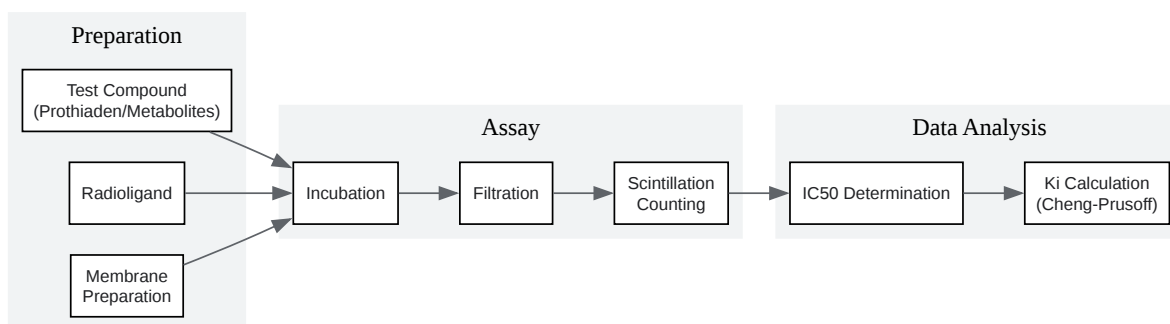 Preparation
Test Compound
(Prothiaden/Metabolites)
Radioligand
Membrane
Preparation
Assay
Incubation
Filtration
Scintillation
Counting
Data Analysis
IC50 Determination
Ki Calculation
(Cheng-Prusoff)